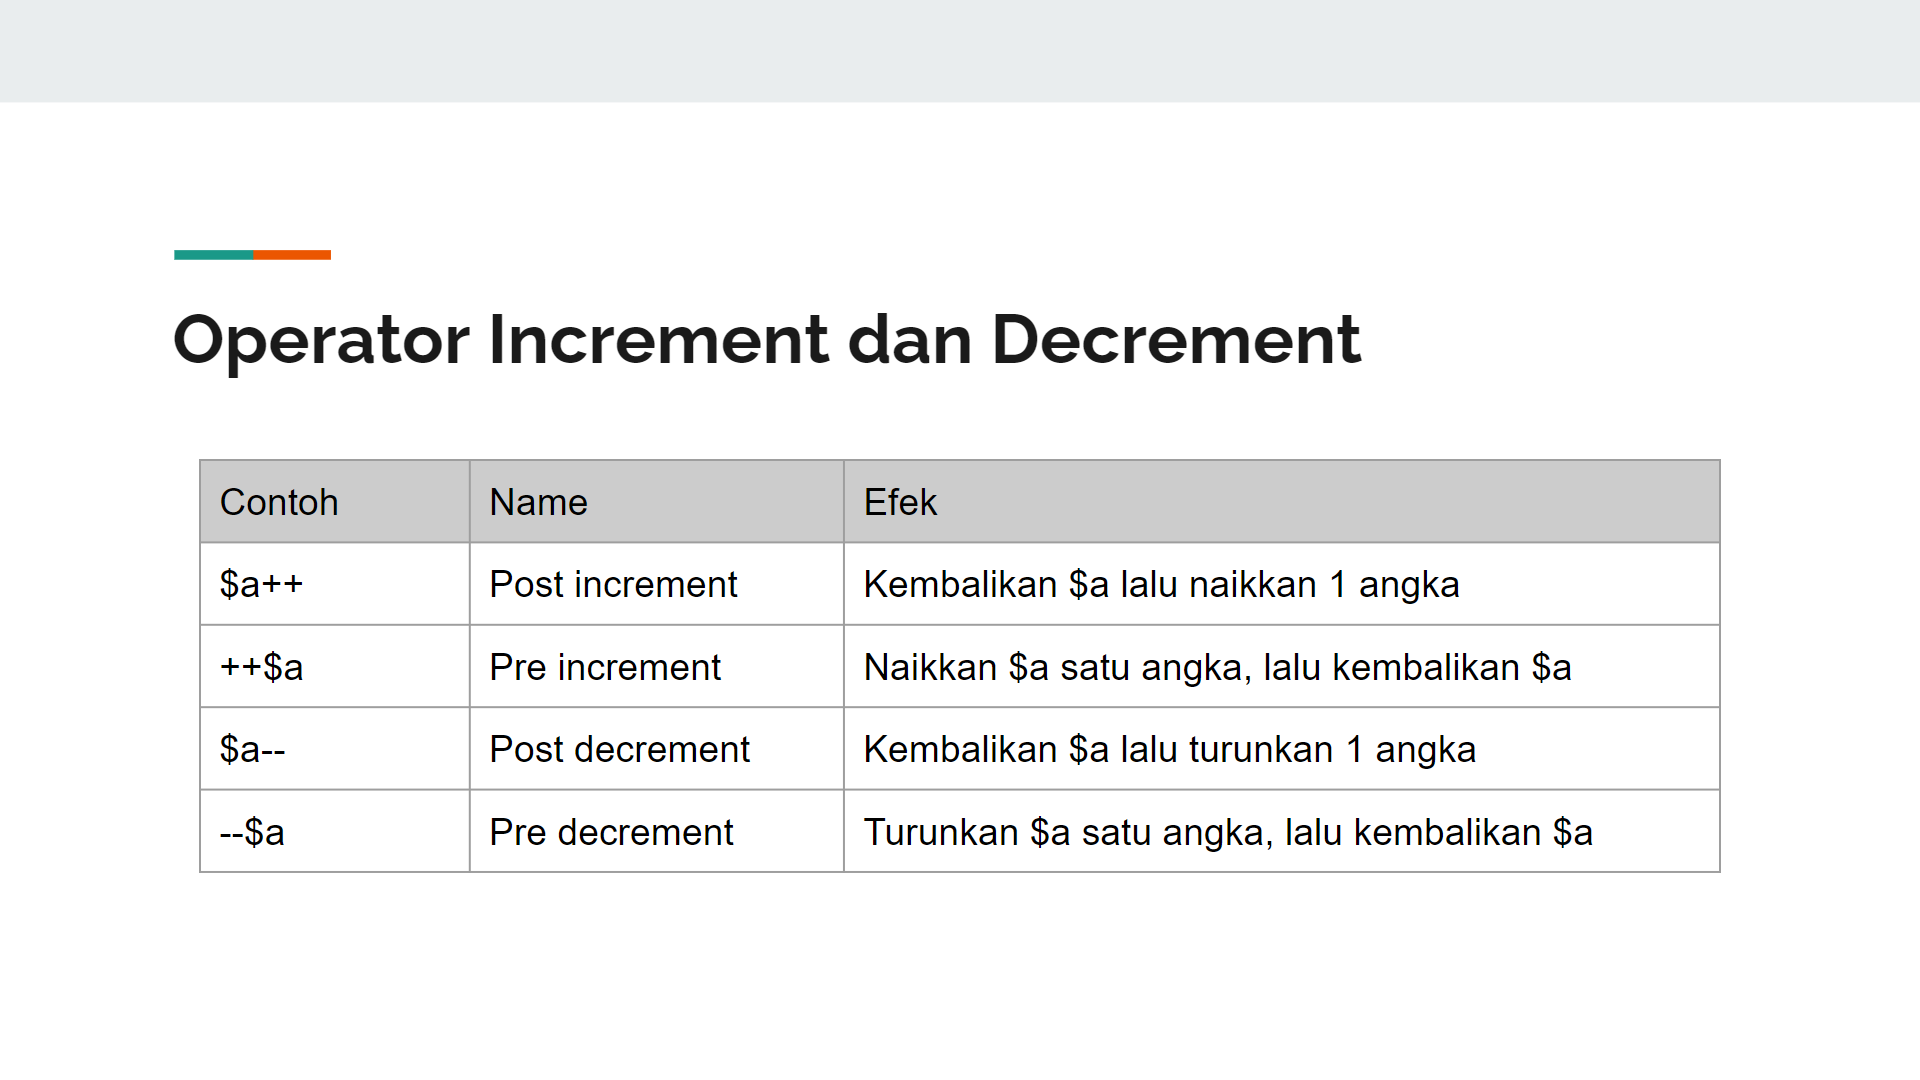 Operator Increment dan Decrement
Contoh Name Efek
$a++ Post increment Kembalikan $a lalu naikkan 1 angka
++$a Pre increment Naikkan $a satu angka, lalu kembalikan $a
$a-- Post decrement Kembalikan $a lalu turunkan 1 angka
--$a Pre decrement Turunkan $a satu angka, lalu kembalikan $a